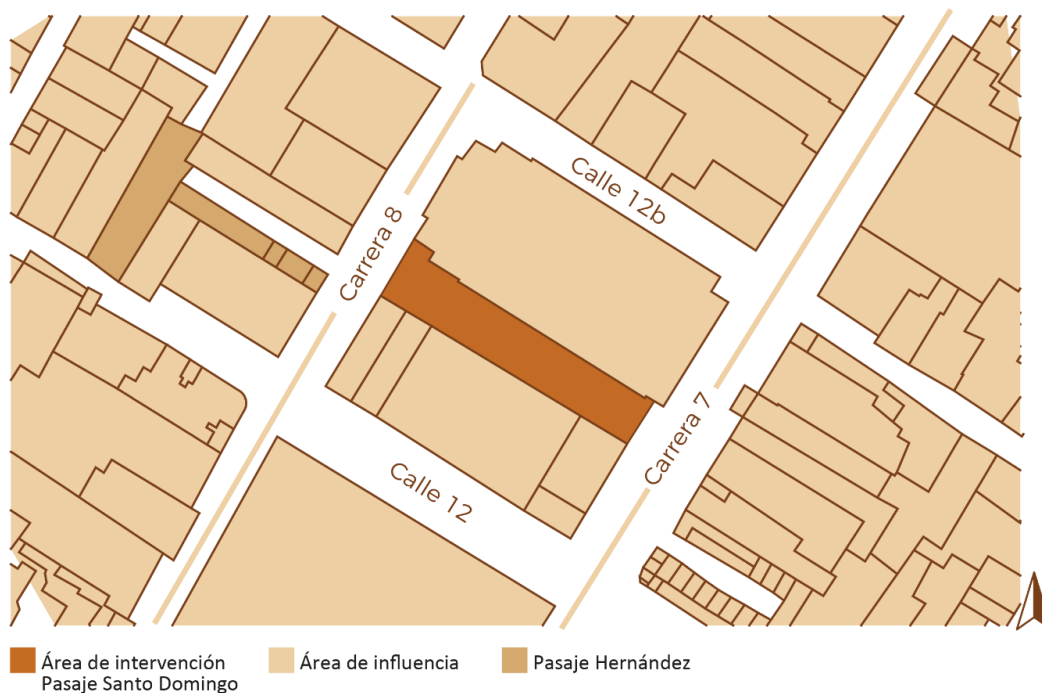 Calle 12b
Carrera 8
Carrera 7
Calle 12
Área de intervención
Pasaje Santo Domingo
Área de influencia
Pasaje Hernández